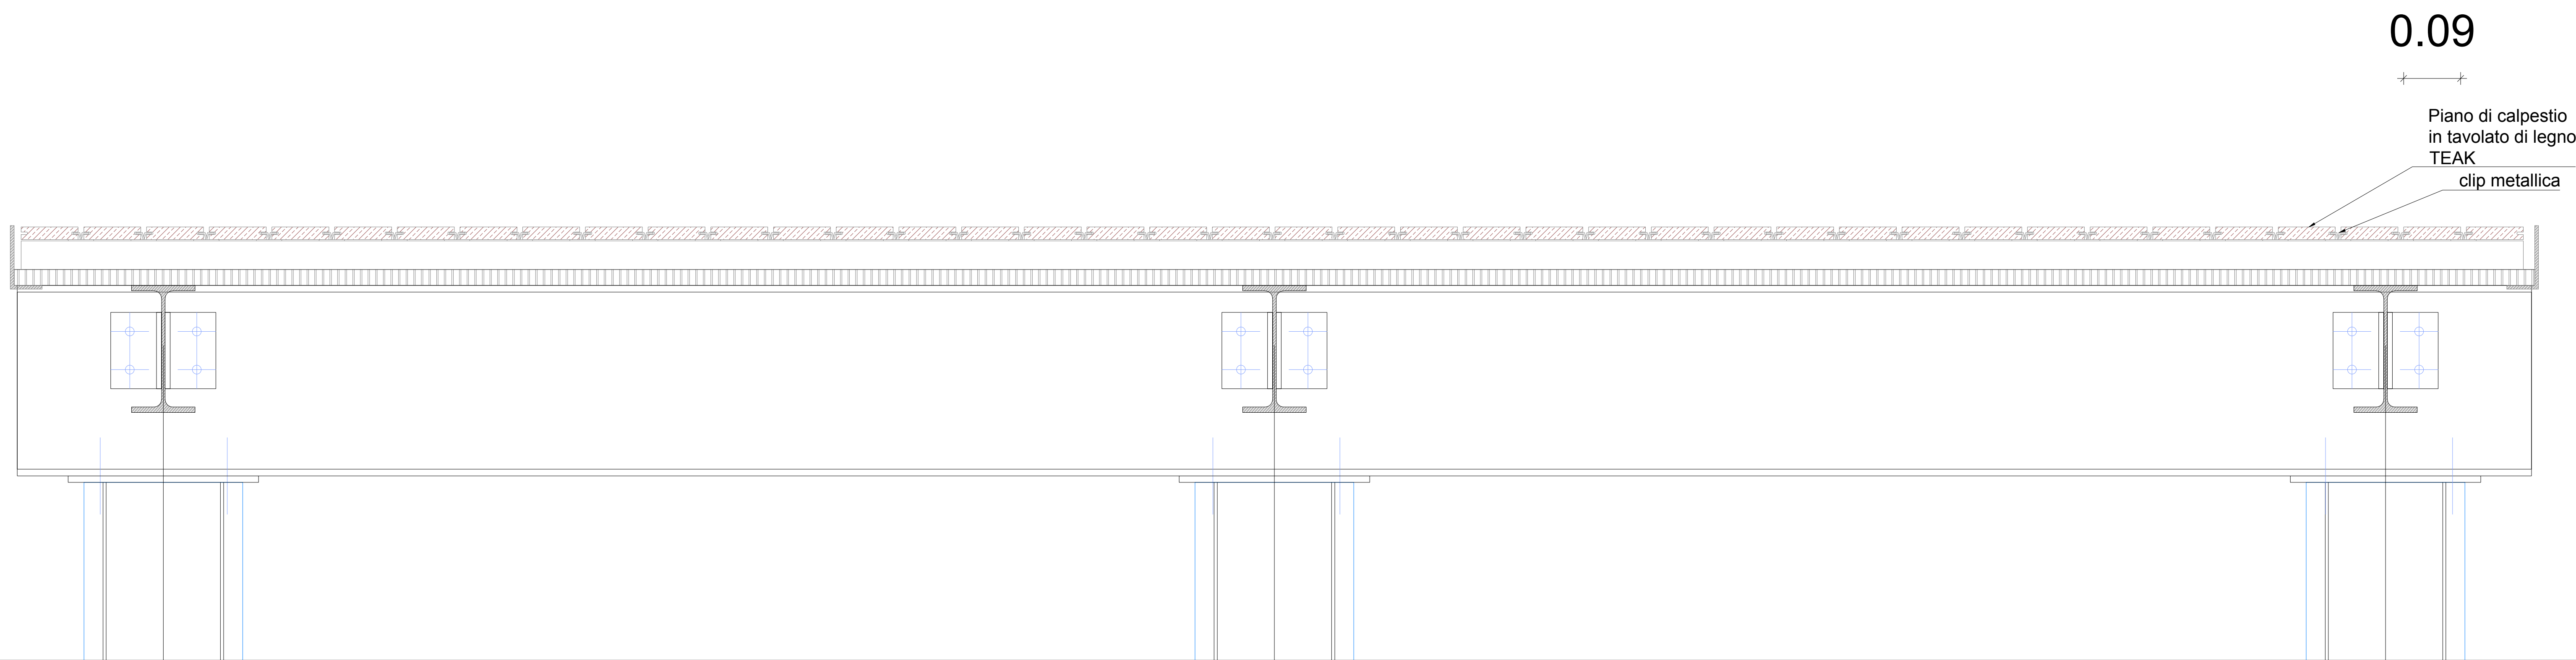 0.09
Piano di calpestio
in tavolato di legno
TEAK
clip metallica